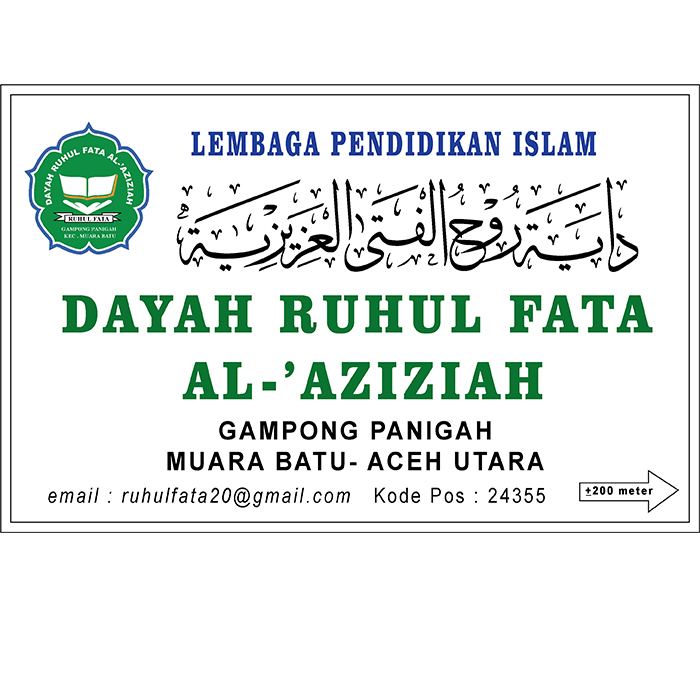 LEMBAGA PENDIDIKAN ISLAM
داية رُوْحُ الفتى العزيزية
DAYAH RUHUL FATA
AL-'AZIZIAH
GAMPONG PANIGAH
MUARA BATU- ACEH UTARA
email : ruhulfata20@gmail.com Kode Pos : 24355
±200 meter
DAYAH RUHUL FATA AL-'AZIZIAH
RUHUL FATA
GAMPONG PANIGAH
KEC . MUARA BATU